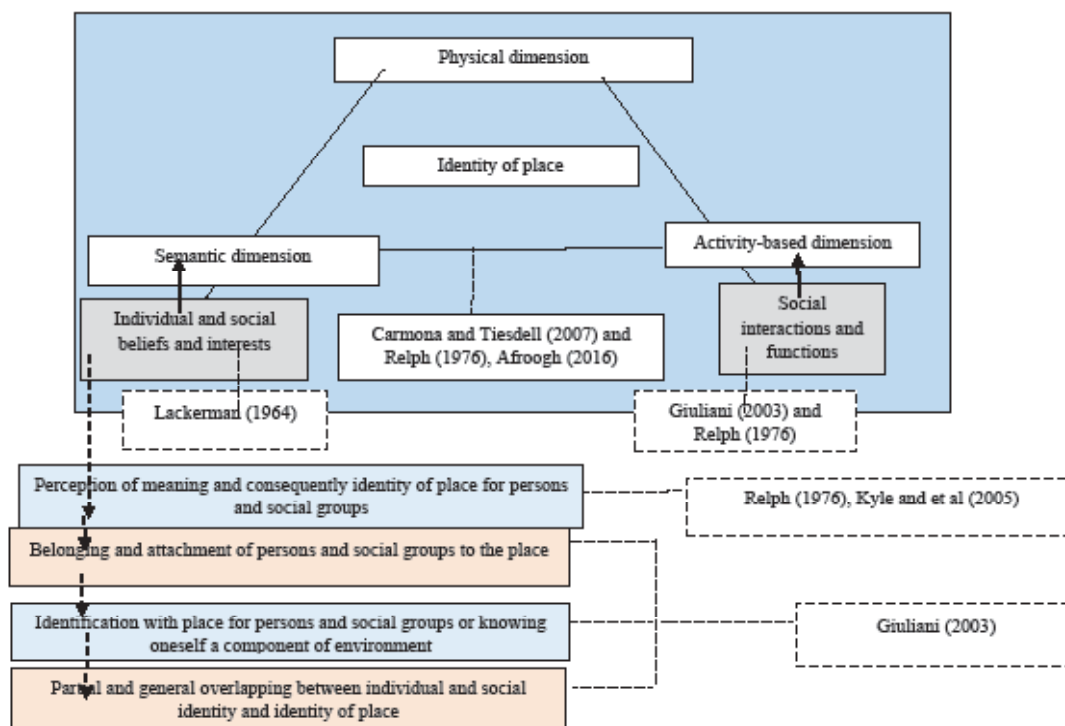 Physical dimension
Identity of place
Semantic dimension
Activity-based dimension
Individual and social
beliefs and interests
Carmona and Tiesdell (2007) and
Relph (1976), Afroogh (2016)
Social
interactions and
functions
Lackerman (1964)
Giuliani (2003) and
Relph (1976)
Perception of meaning and consequently identity of place for persons
and social groups
Relph (1976), Kyle and et al (2005)
Belonging and attachment of persons and social groups to the place
Identification with place for persons and social groups or knowing
oneself a component of environment
Giuliani (2003)
Partial and general overlapping between individual and social
identity and identity of place